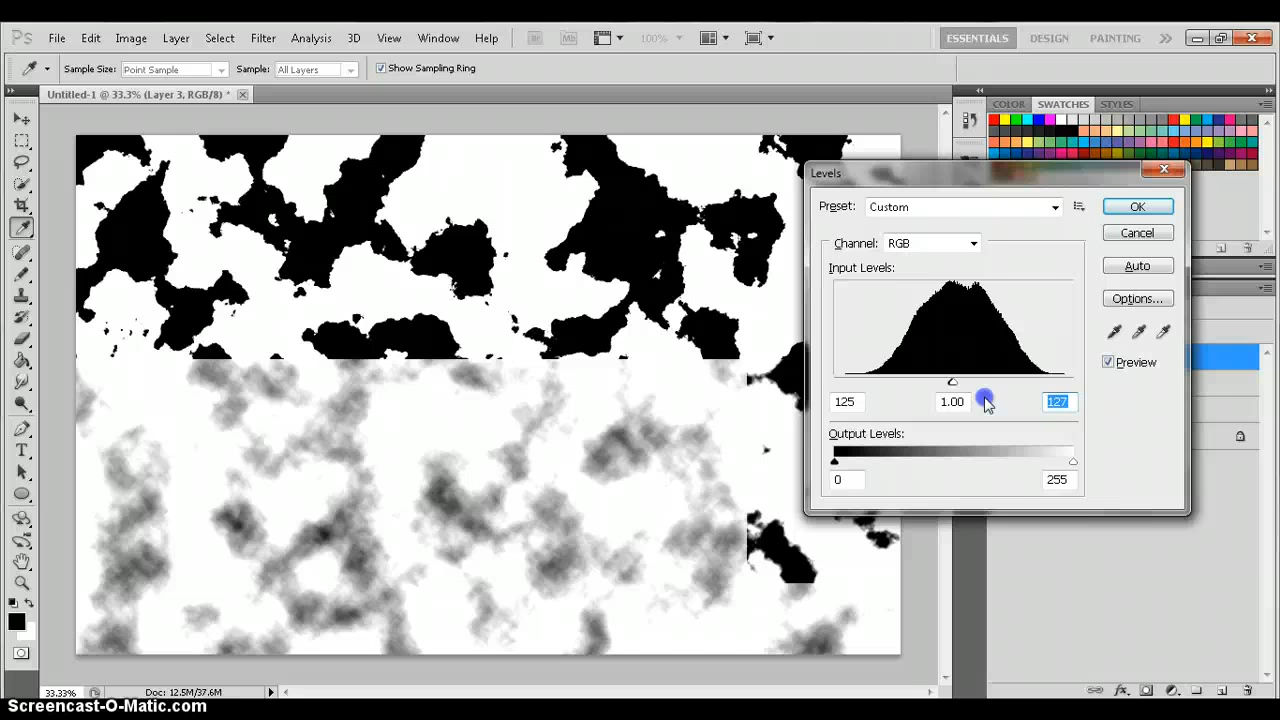 Ps File Edit Image Layer Select Filter Analysis 3D View Window Help Br Mb 100% ESSENTIALS DESIGN PAINTING
Sample Size: Point Sample Sample: All Layers Show Sampling Ring
Untitled-1 @ 33.3% (Layer 3, RGB/8) *
COLOR SWATCHES STYLES
Levels
Preset: Custom OK
Cancel
Channel: RGB
Auto
Input Levels:
Options...
Preview
125 1.00 127
Output Levels:
0 255
33.33% Doc: 12.5M/37.6M
Screencast-O-Matic.com